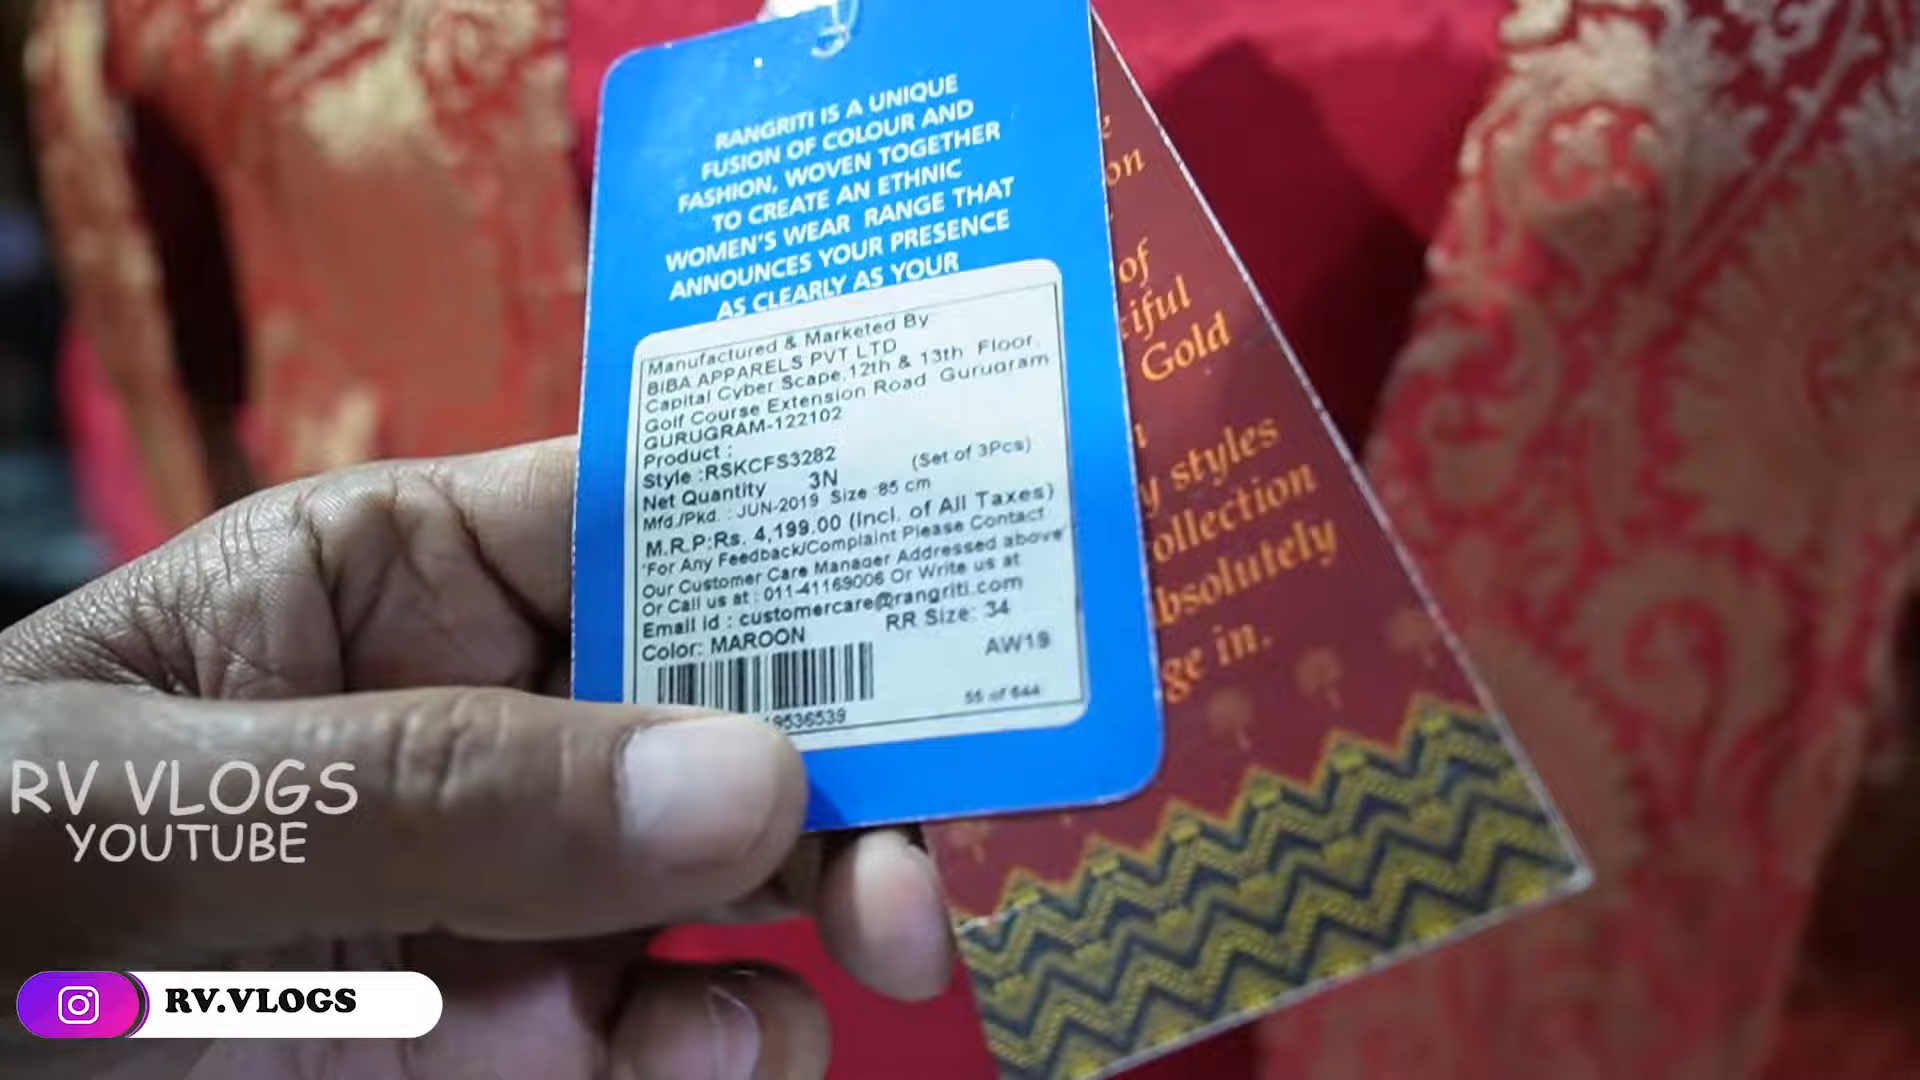 RANGRITI IS A UNIQUE
FUSION OF COLOUR AND
FASHION, WOVEN TOGETHER
TO CREATE AN ETHNIC
WOMEN'S WEAR RANGE THAT
ANNOUNCES YOUR PRESENCE
AS CLEARLY AS YOUR
Manufactured & Marketed By
BIBA APPARELS PVT LTD
Capital Cyber Scape,12th & 13th Floor,
Golf Course Extension Road Gurugram
GURUGRAM-122102
Product :
Style :RSKCFS3282 (Set of 3Pcs)
Net Quantity 3N
Mfd./Pkd. : JUN-2019 Size :85 cm
M.R.P:Rs. 4,199.00 (Incl. of All Taxes)
'For Any Feedback/Complaint Please Contact
Our Customer Care Manager Addressed above'
Or Call us at : 011-41169006 Or Write us at
Email id : customercare@rangriti.com
Color: MAROON RR Size: 34
AW19
55 of 644
19536539
on
of
tiful
Gold
y styles
ollection
bsolutely
ge in.
RV VLOGS
YOUTUBE
RV.VLOGS